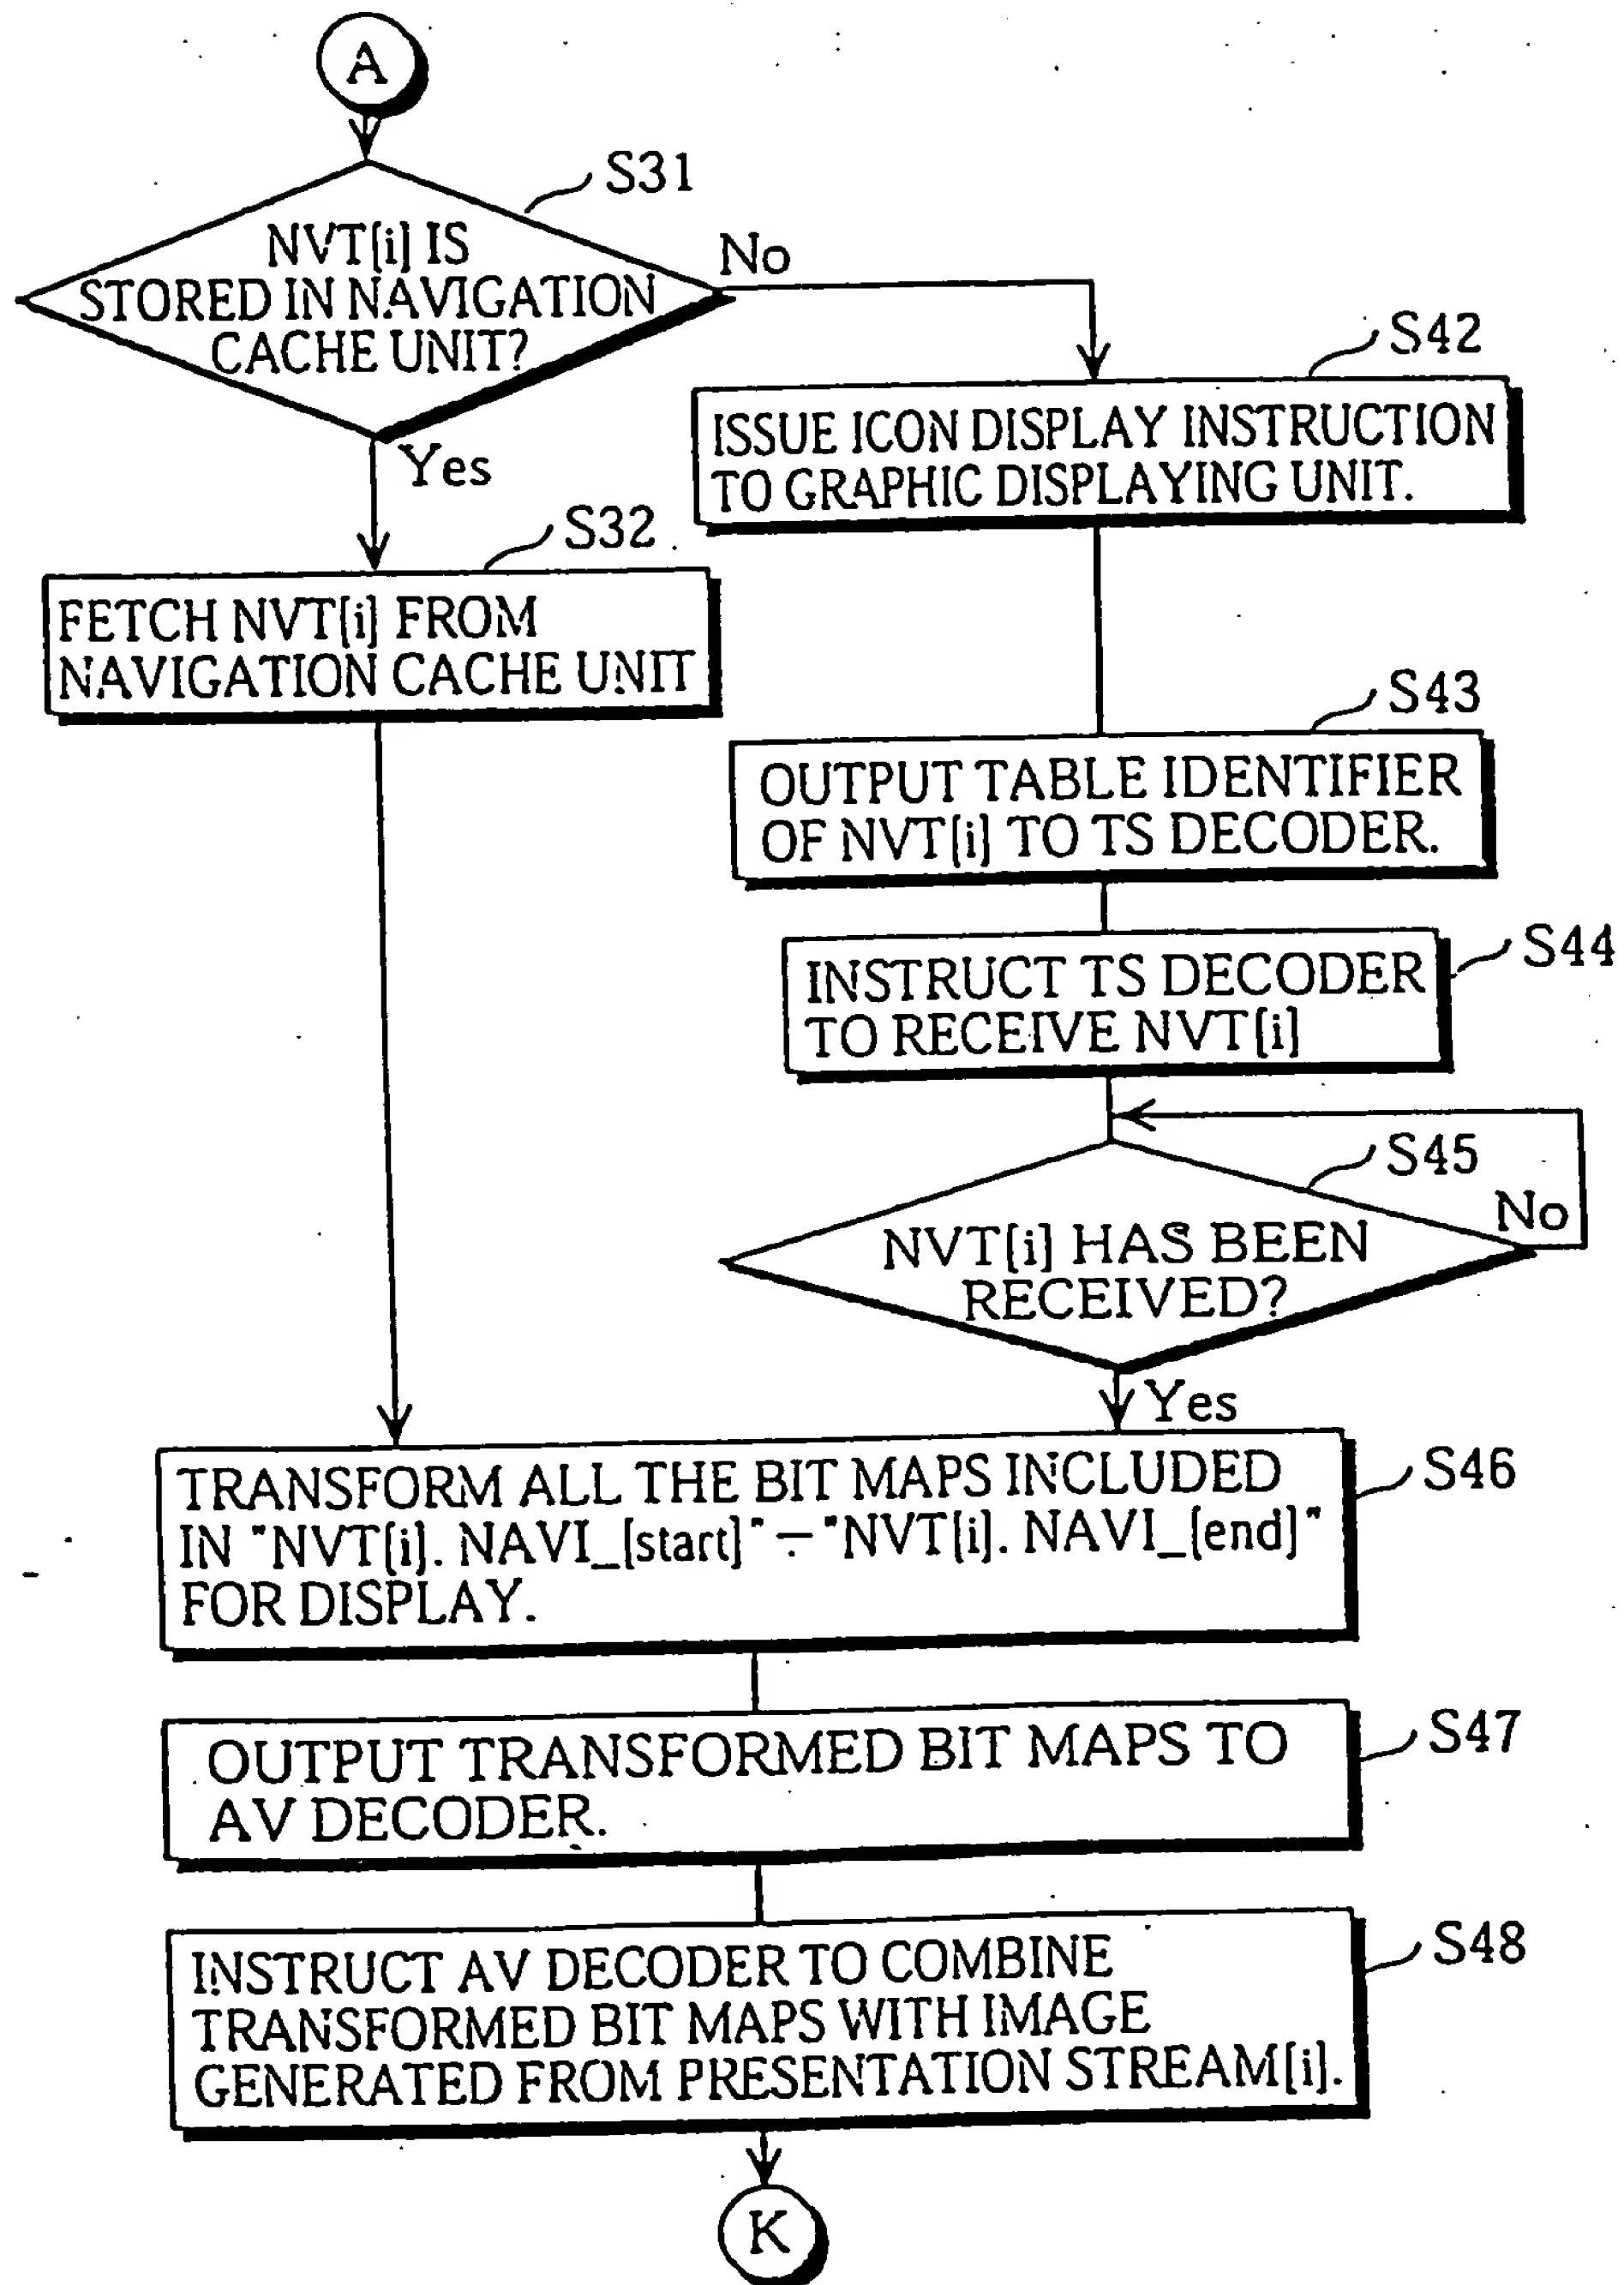 A
S31
NVT[i] IS
STORED IN NAVIGATION
CACHE UNIT?
No
Yes
S42
ISSUE ICON DISPLAY INSTRUCTION
TO GRAPHIC DISPLAYING UNIT.
S32
FETCH NVT[i] FROM
NAVIGATION CACHE UNIT
S43
OUTPUT TABLE IDENTIFIER
OF NVT[i] TO TS DECODER.
S44
INSTRUCT TS DECODER
TO RECEIVE NVT[i]
S45
No
NVT[i] HAS BEEN
RECEIVED?
Yes
S46
TRANSFORM ALL THE BIT MAPS INCLUDED
IN "NVT[i]. NAVI_[start]" - "NVT[i]. NAVI_[end]"
FOR DISPLAY.
S47
OUTPUT TRANSFORMED BIT MAPS TO
AV DECODER.
S48
INSTRUCT AV DECODER TO COMBINE
TRANSFORMED BIT MAPS WITH IMAGE
GENERATED FROM PRESENTATION STREAM[i].
K